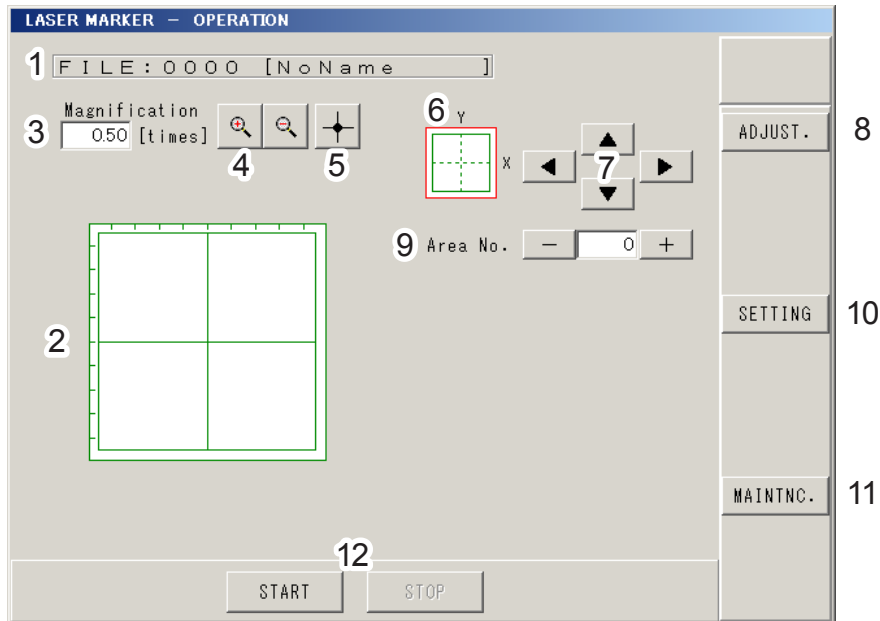 LASER MARKER – OPERATION
1 FILE:0000 [NoName ]
Magnification
3 0.50 [times]
4
5
6 Y
X
7
ADJUST. 8
9 Area No. – 0 +
2
SETTING 10
MAINTNC. 11
12
START STOP